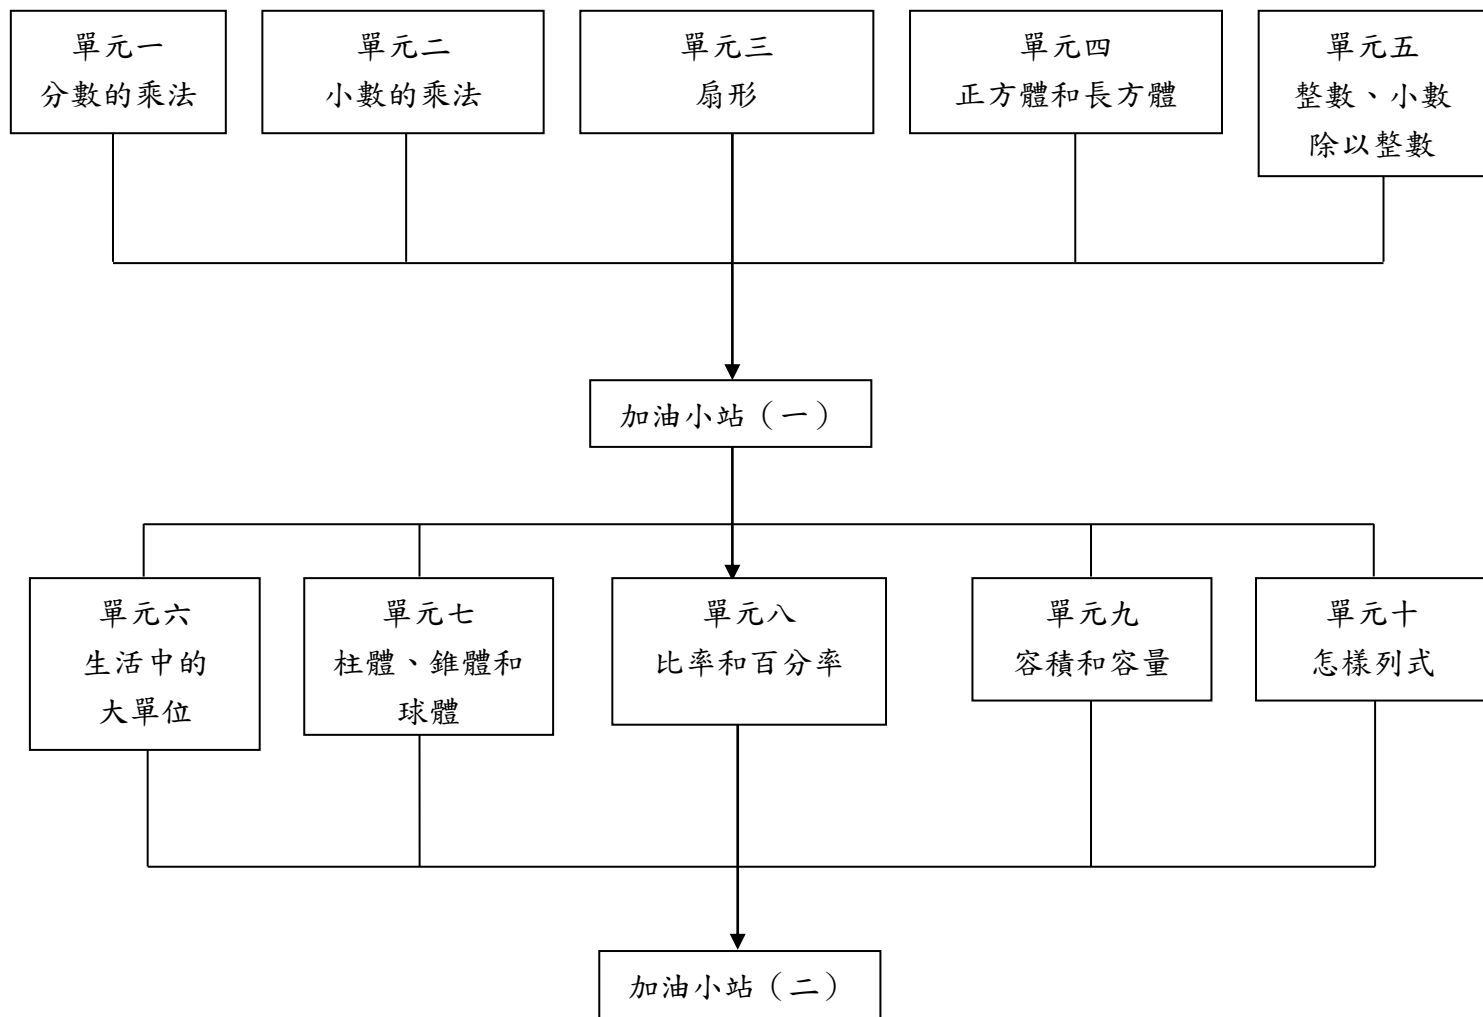 單元一
分數的乘法
單元二
小數的乘法
單元三
扇形
單元四
正方體和長方體
單元五
整數、小數
除以整數
加油小站（一）
單元六
生活中的
大單位
單元七
柱體、錐體和
球體
單元八
比率和百分率
單元九
容積和容量
單元十
怎樣列式
加油小站（二）